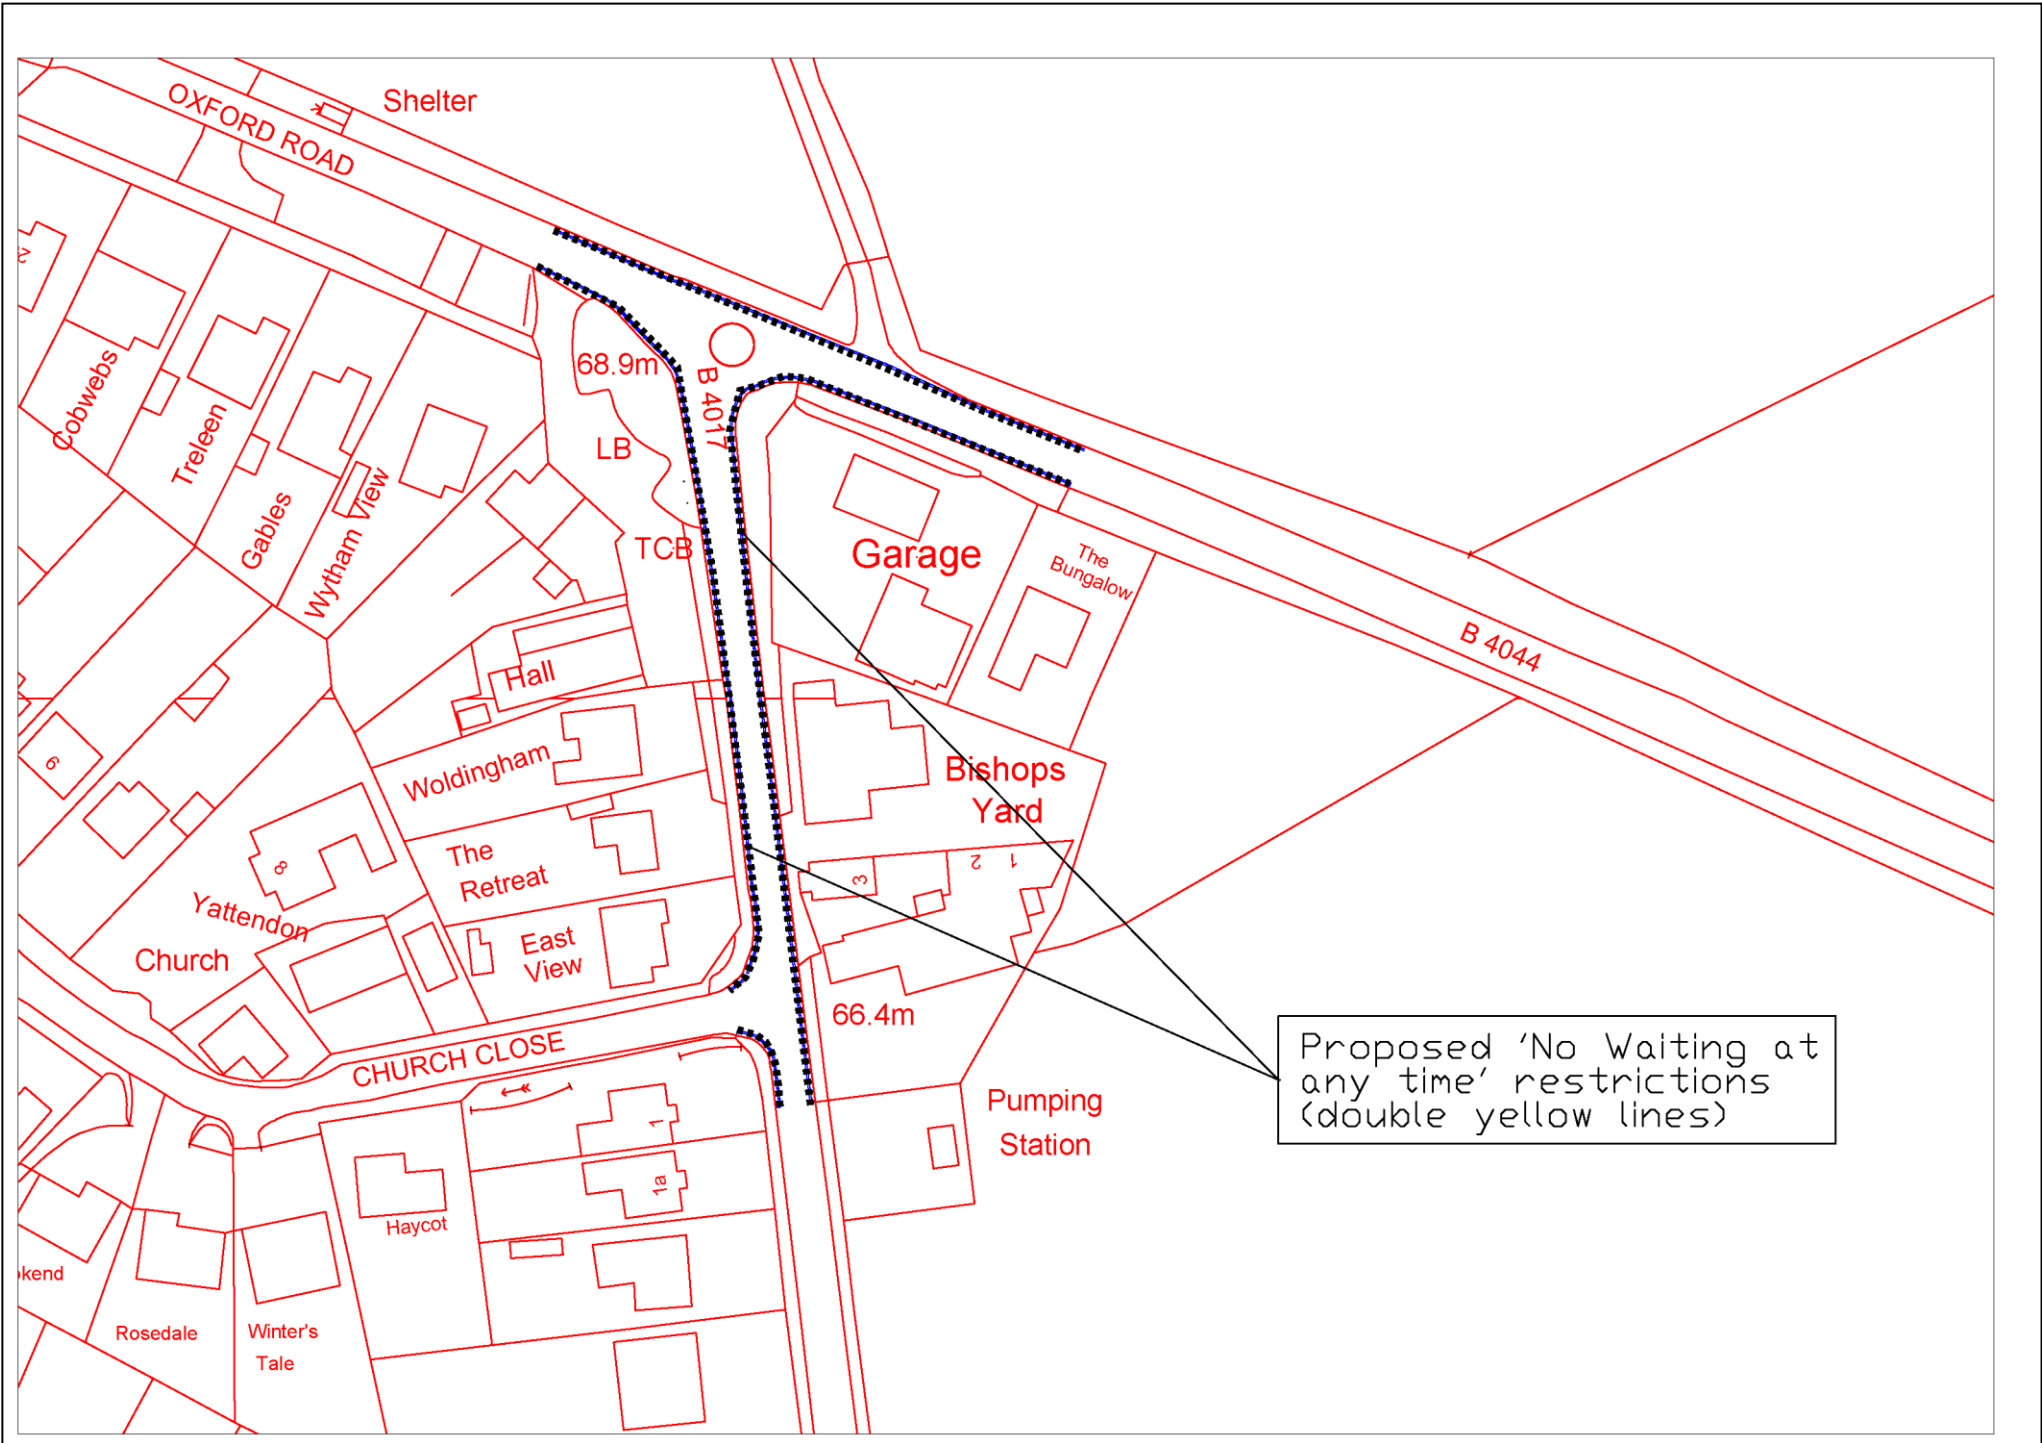 Shelter
OXFORD ROAD
68.9m
B 4017
Cobwebs
Treleen
Gables
Wytham View
LB
TCB
Garage
The
Bungalow
B 4044
Hall
Woldingham
Bishops
Yard
6
8
The
Retreat
3
2
1
Yattendon
Church
East
View
66.4m
CHURCH CLOSE
Proposed 'No Waiting at
any time' restrictions
(double yellow lines)
Pumping
Station
1
1a
Haycot
kend
Rosedale
Winter's
Tale